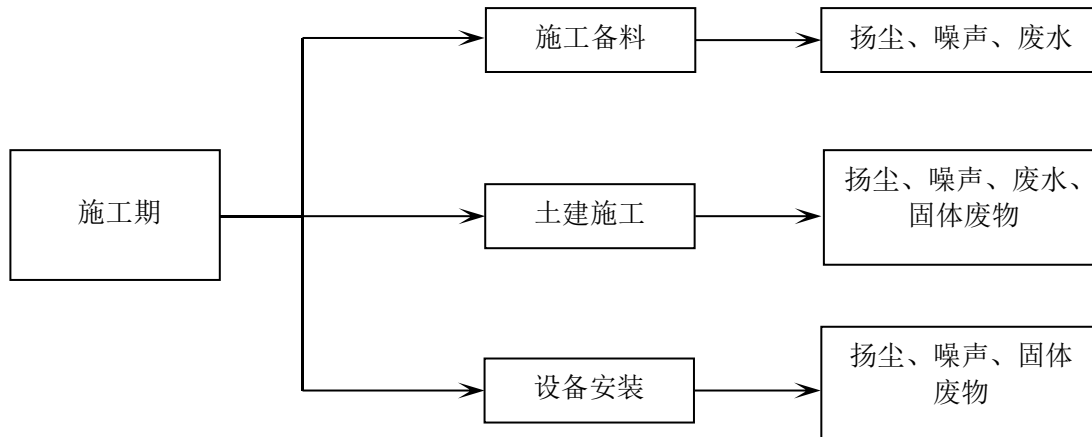 施工备料
扬尘、噪声、废水
施工期
土建施工
扬尘、噪声、废水、
固体废物
设备安装
扬尘、噪声、固体
废物